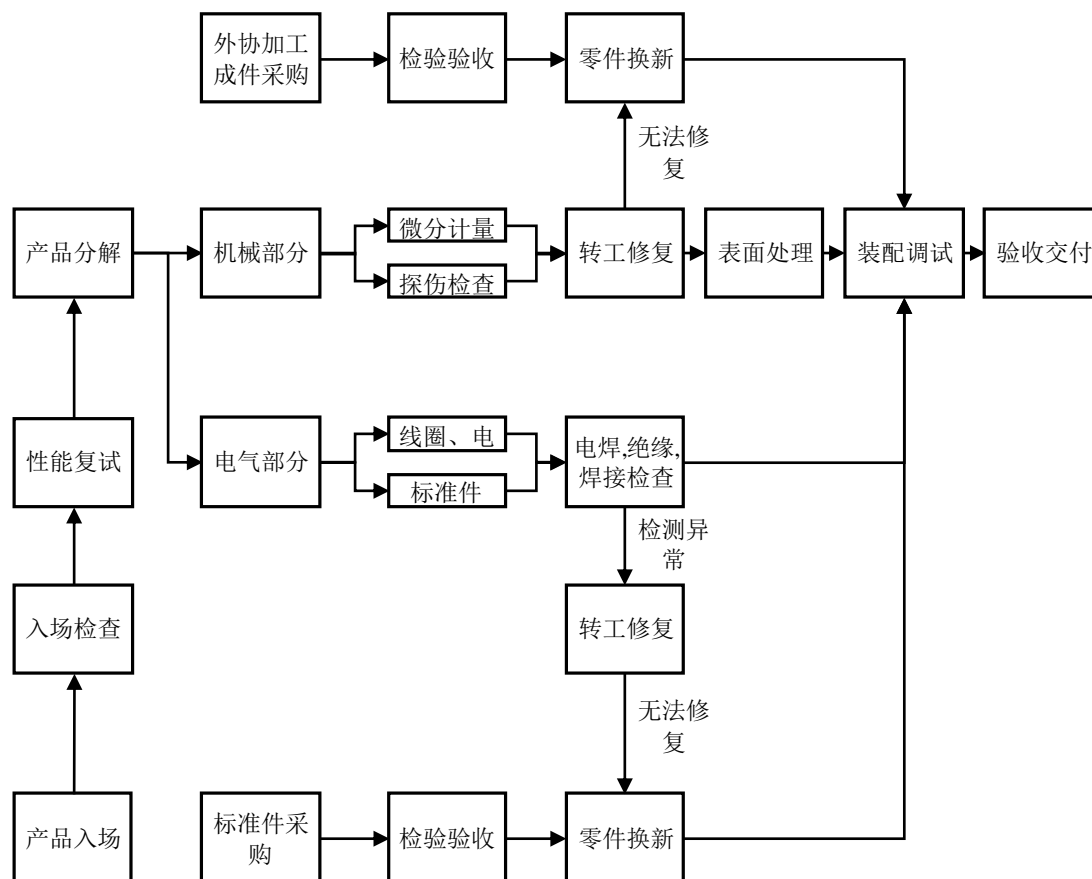 外协加工
成件采购
检验验收
零件换新
无法修
复
产品分解
机械部分
微分计量
探伤检查
转工修复
表面处理
装配调试
验收交付
性能复试
电气部分
线圈、电
标准件
电焊,绝缘,
焊接检查
检测异
常
入场检查
转工修复
无法修
复
产品入场
标准件采
购
检验验收
零件换新